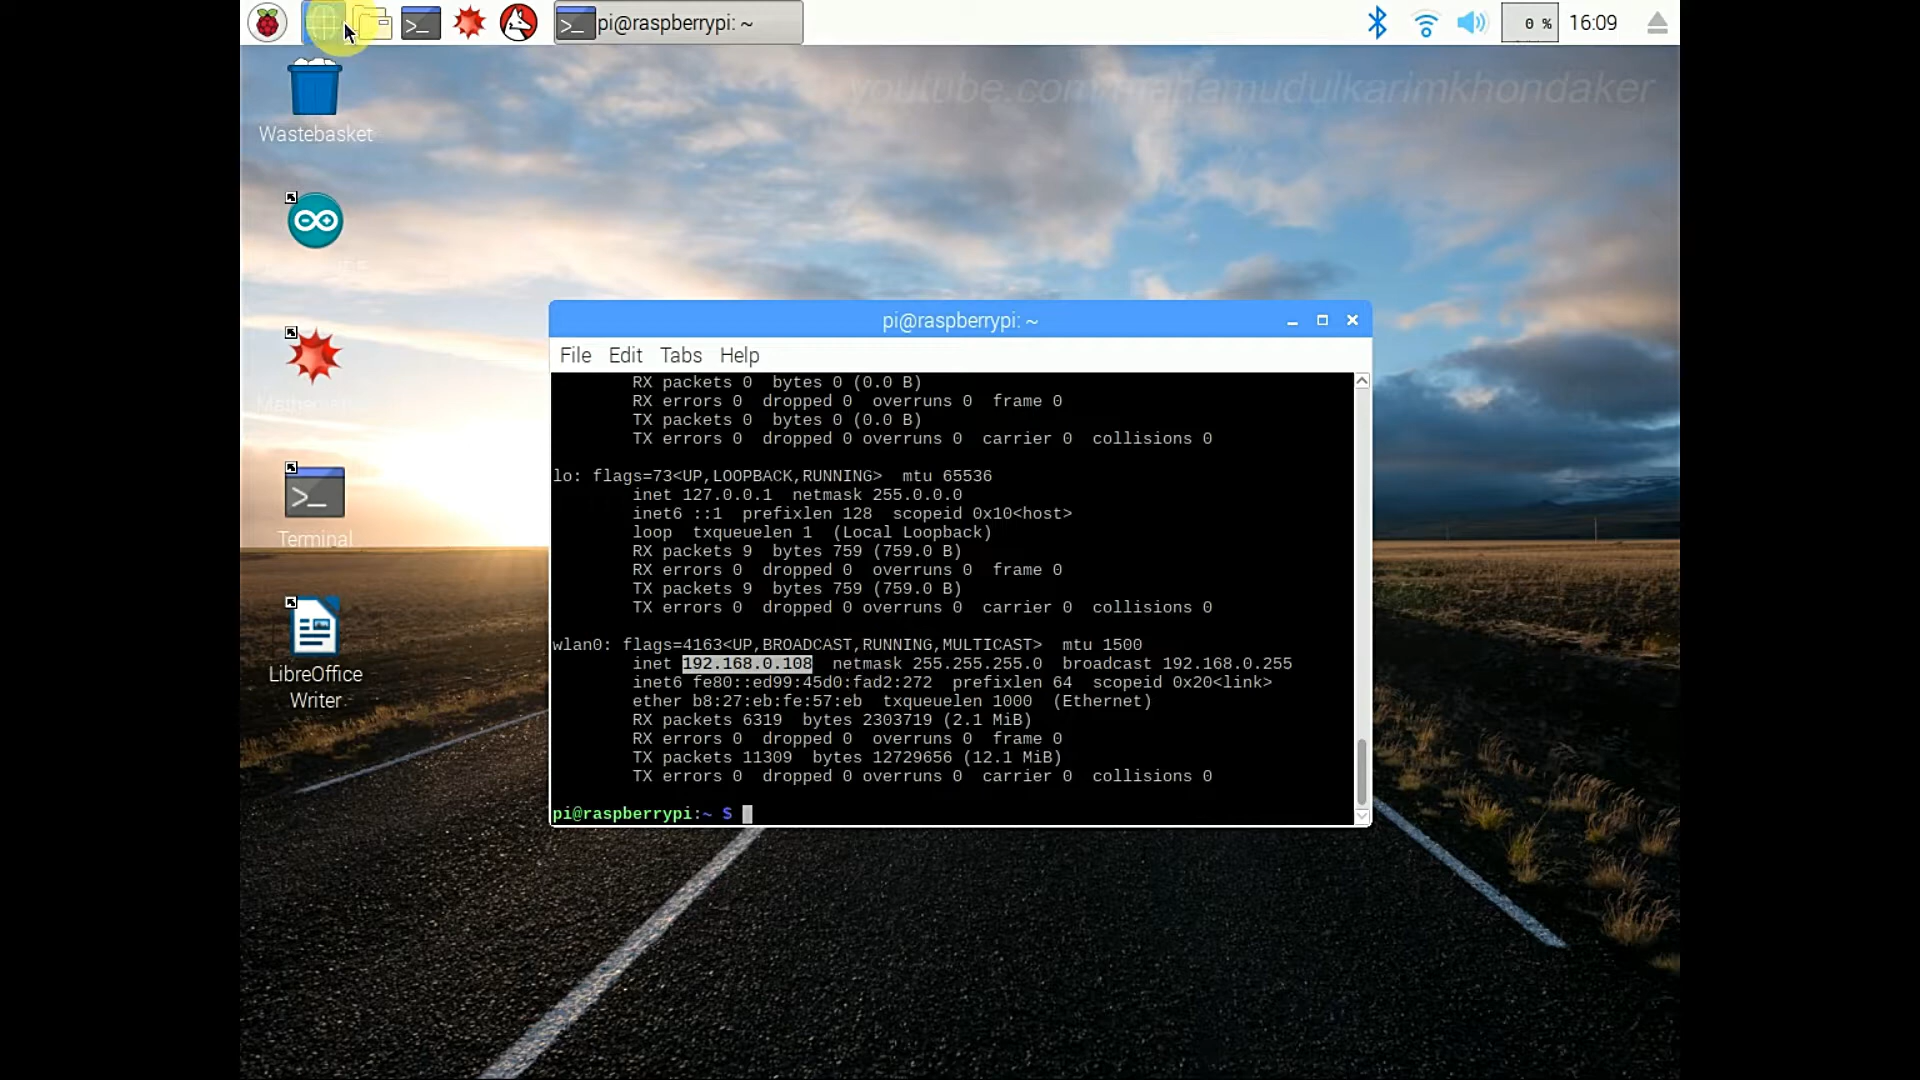 pi@raspberrypi: ~
0 %
16:09
Wastebasket
Terminal
LibreOffice
Writer
pi@raspberrypi: ~
File Edit Tabs Help
RX packets 0 bytes 0 (0.0 B)
RX errors 0 dropped 0 overruns 0 frame 0
TX packets 0 bytes 0 (0.0 B)
TX errors 0 dropped 0 overruns 0 carrier 0 collisions 0
lo: flags=73<UP,LOOPBACK,RUNNING> mtu 65536
inet 127.0.0.1 netmask 255.0.0.0
inet6 ::1 prefixlen 128 scopeid 0x10<host>
loop txqueuelen 1 (Local Loopback)
RX packets 9 bytes 759 (759.0 B)
RX errors 0 dropped 0 overruns 0 frame 0
TX packets 9 bytes 759 (759.0 B)
TX errors 0 dropped 0 overruns 0 carrier 0 collisions 0
wlan0: flags=4163<UP,BROADCAST,RUNNING,MULTICAST> mtu 1500
inet 192.168.0.108 netmask 255.255.255.0 broadcast 192.168.0.255
inet6 fe80::ed99:45d0:fad2:272 prefixlen 64 scopeid 0x20<link>
ether b8:27:eb:fe:57:eb txqueuelen 1000 (Ethernet)
RX packets 6319 bytes 2303719 (2.1 MiB)
RX errors 0 dropped 0 overruns 0 frame 0
TX packets 11309 bytes 12729656 (12.1 MiB)
TX errors 0 dropped 0 overruns 0 carrier 0 collisions 0
pi@raspberrypi:~ $